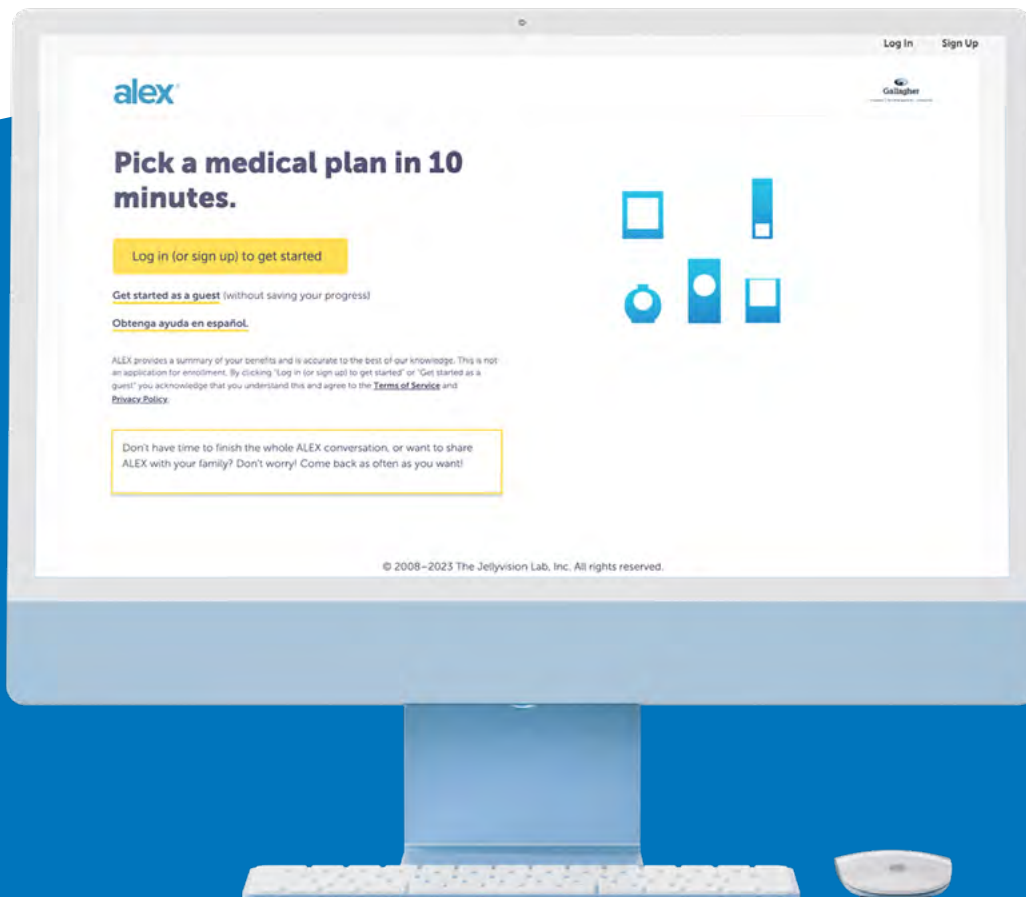 Log In Sign Up
alex
Gallagher
Pick a medical plan in 10
minutes.
Log in (or sign up) to get started
Get started as a guest (without saving your progress)
Obtenga ayuda en español.
ALEX provides a summary of your benefits and is accurate to the best of our knowledge. This is not
an application for enrollment. By clicking "Log in (or sign up) to get started" or "Get started as a
guest" you acknowledge that you understand this and agree to the Terms of Service and
Privacy Policy.
Don't have time to finish the whole ALEX conversation, or want to share
ALEX with your family? Don't worry! Come back as often as you want!
© 2008–2023 The Jellyvision Lab, Inc. All rights reserved.